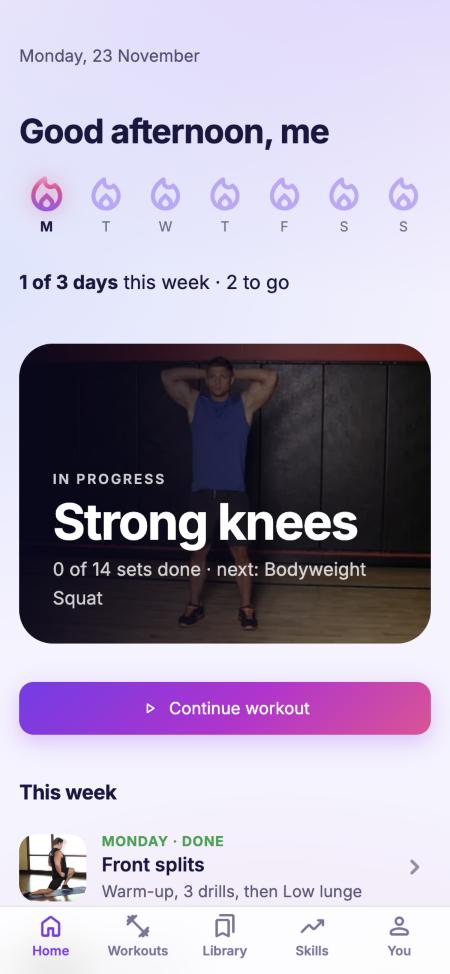 Monday, 23 November
Good afternoon, me
M T W T F S S
1 of 3 days this week · 2 to go
IN PROGRESS
Strong knees
0 of 14 sets done · next: Bodyweight
Squat
Continue workout
This week
MONDAY · DONE
Front splits
Warm-up, 3 drills, then Low lunge
Home Workouts Library Skills You